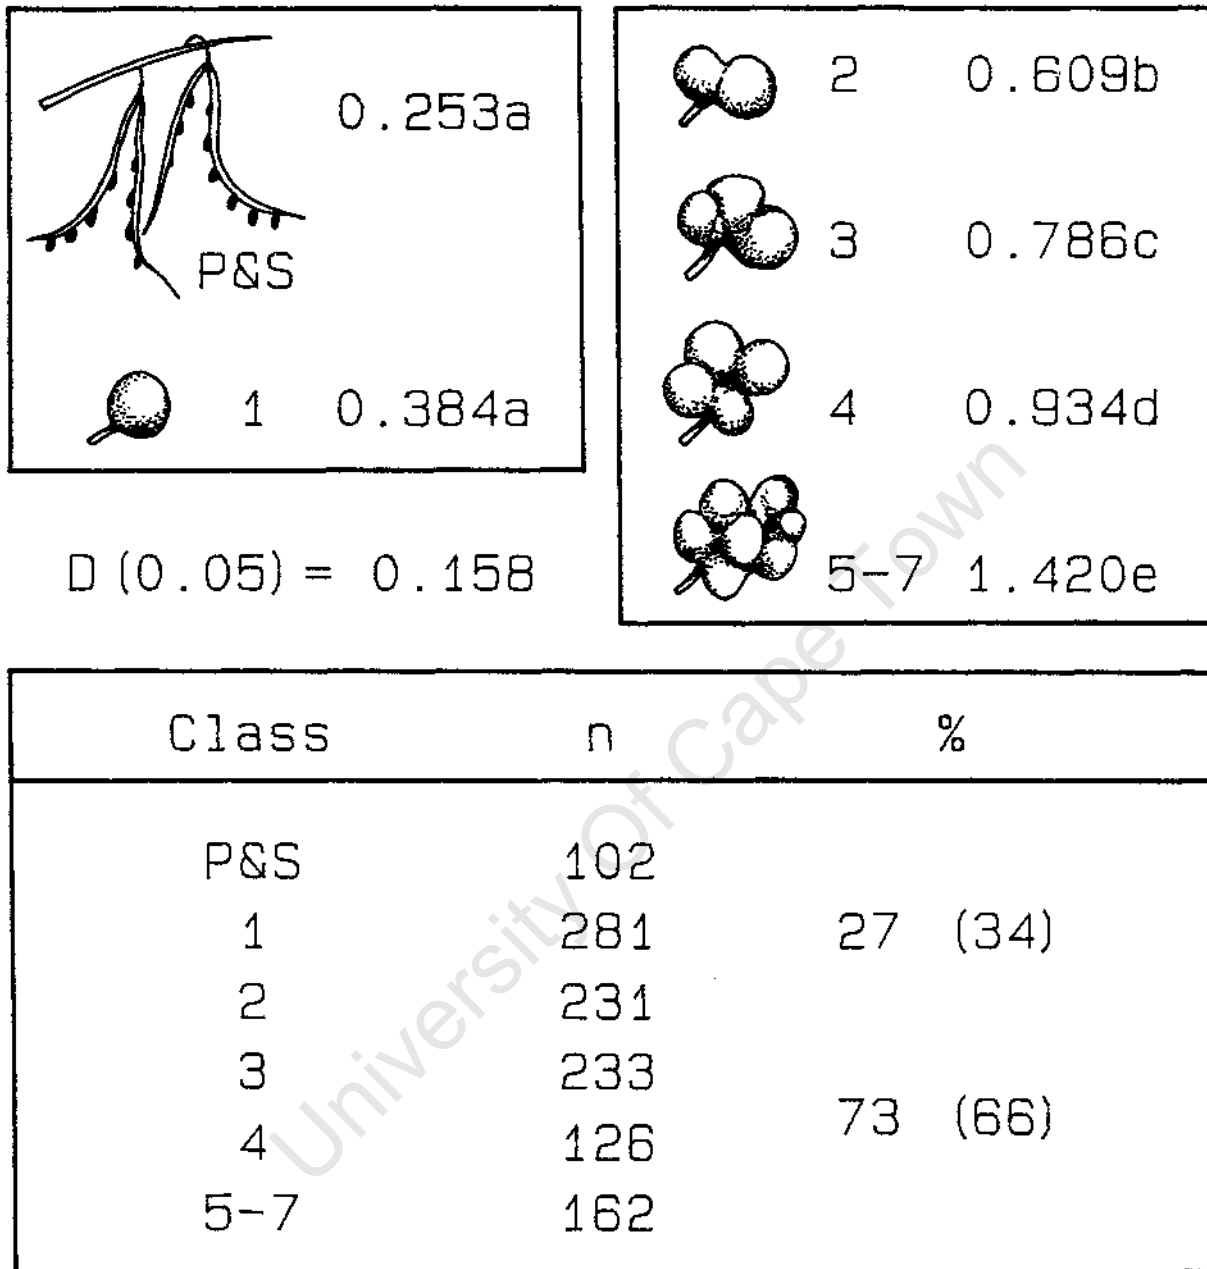 0.253a
P&S
1 0.384a
D(0.05) = 0.158
2 0.609b
3 0.786c
4 0.934d
5-7 1.420e
Class n %
P&S 102
1 281 27 (34)
2 231
3 233
73 (66)
4 126
5-7 162
University Of Cape Town